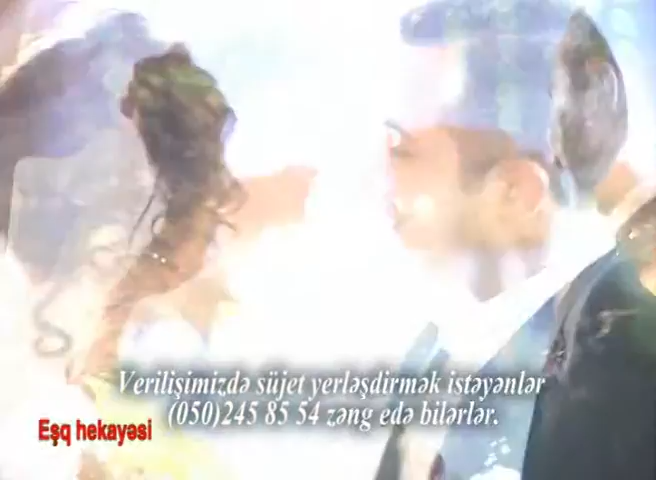 Verilişimizdə süjet yerləşdirmək istəyənlər
(050)245 85 54 zəng edə bilərlər.
Eşq hekayəsi